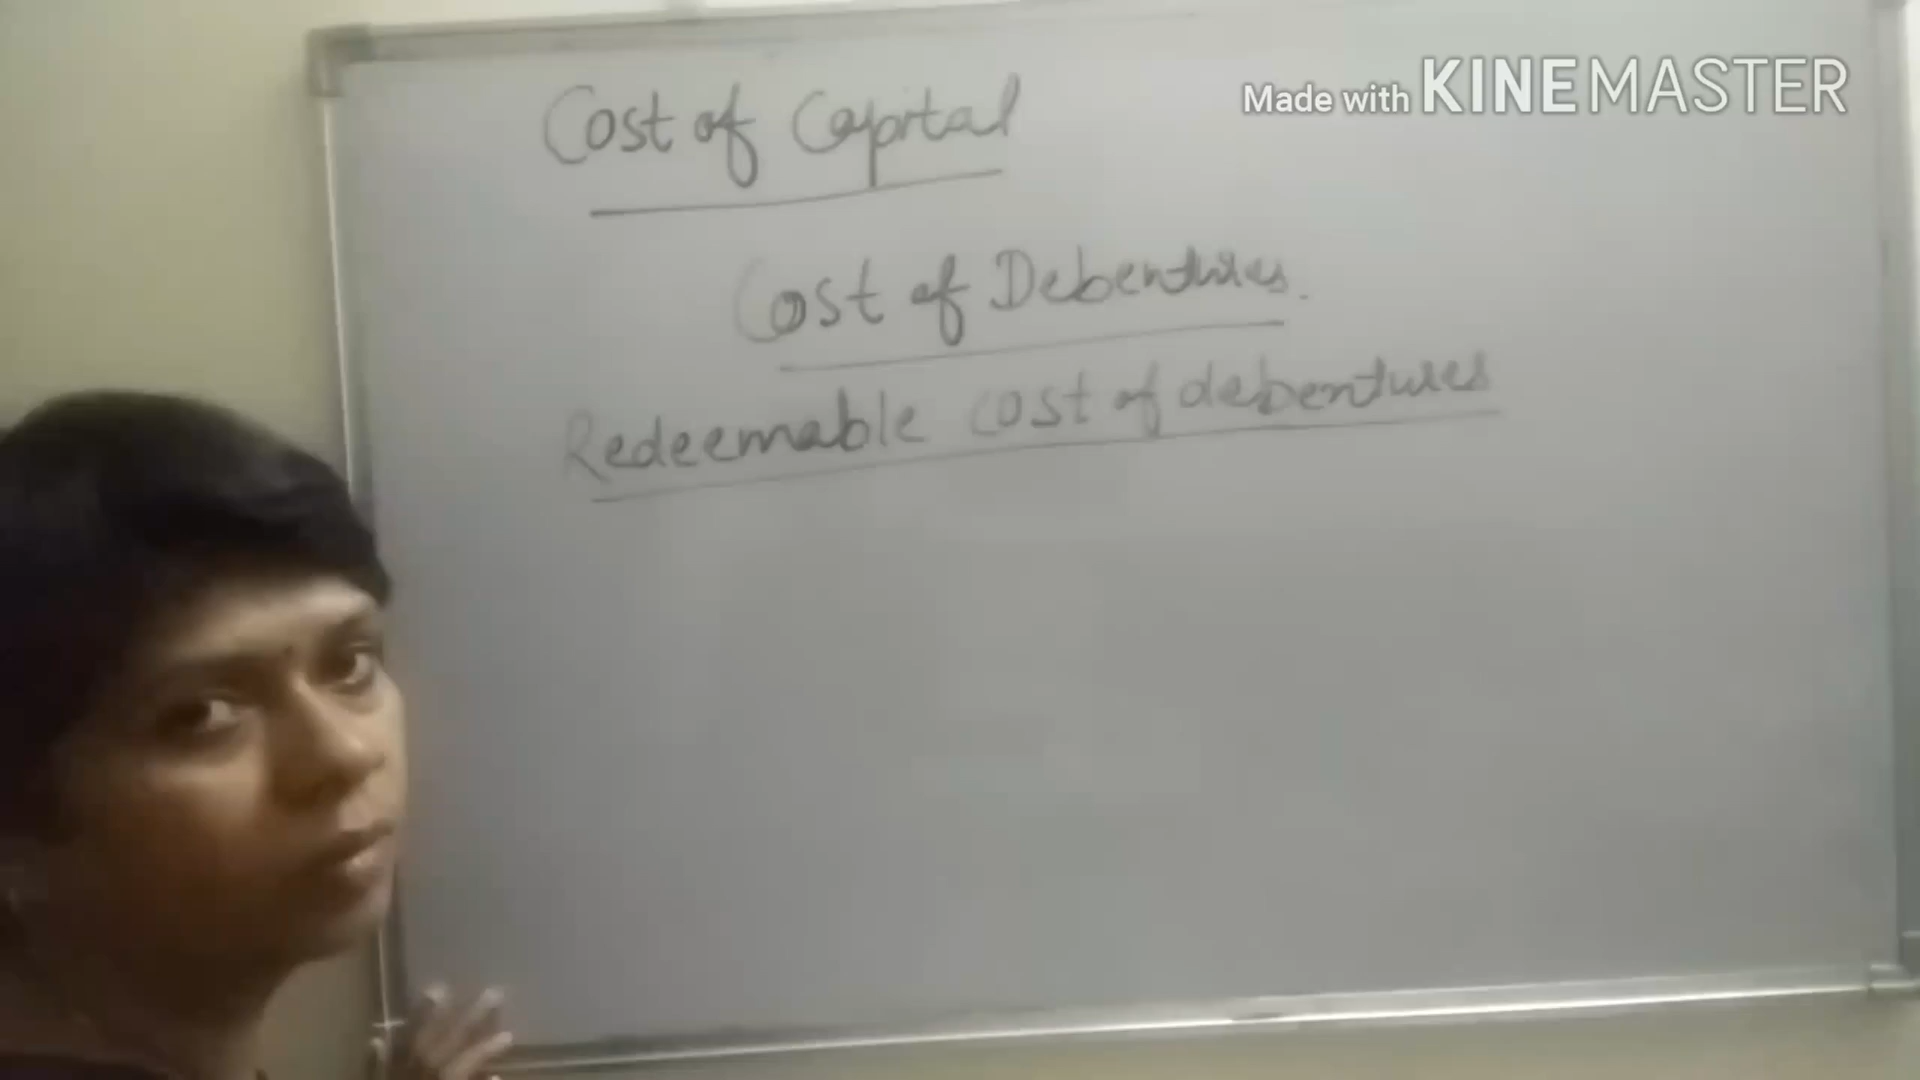 Made with KINEMASTER
Cost of Capital
Cost of Debentures.
Redeemable cost of debentures